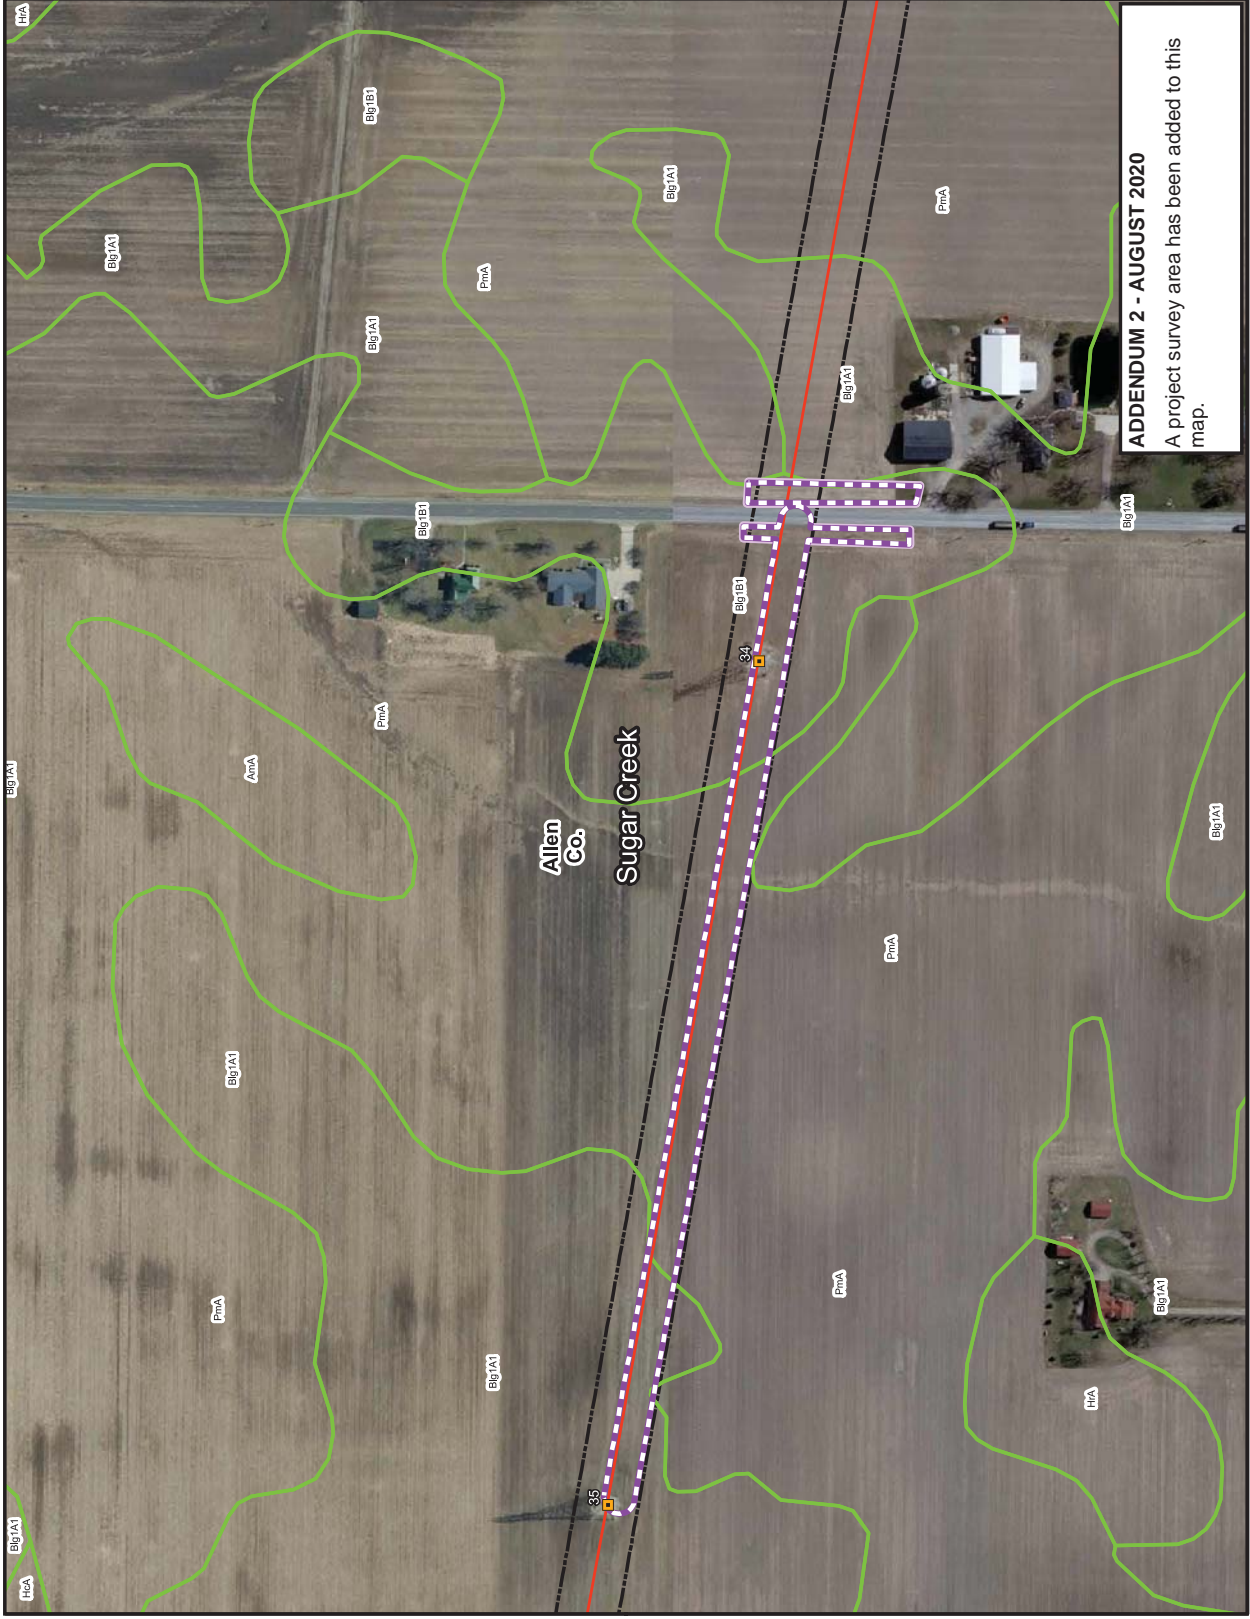 HrA
Blg1B1
Blg1A1
Blg1A1
PmA
PmA
Blg1A1
Blg1A1
Blg1B1
Blg1A1
Blg1B1
34
PmA
AmA
Blg1A1
Allen
Co.
Sugar Creek
Blg1A1
PmA
Blg1A1
PmA
PmA
Blg1A1
Blg1A1
HrA
35
Blg1A1
HcA
ADDENDUM 2 - AUGUST 2020
A project survey area has been added to this
map.